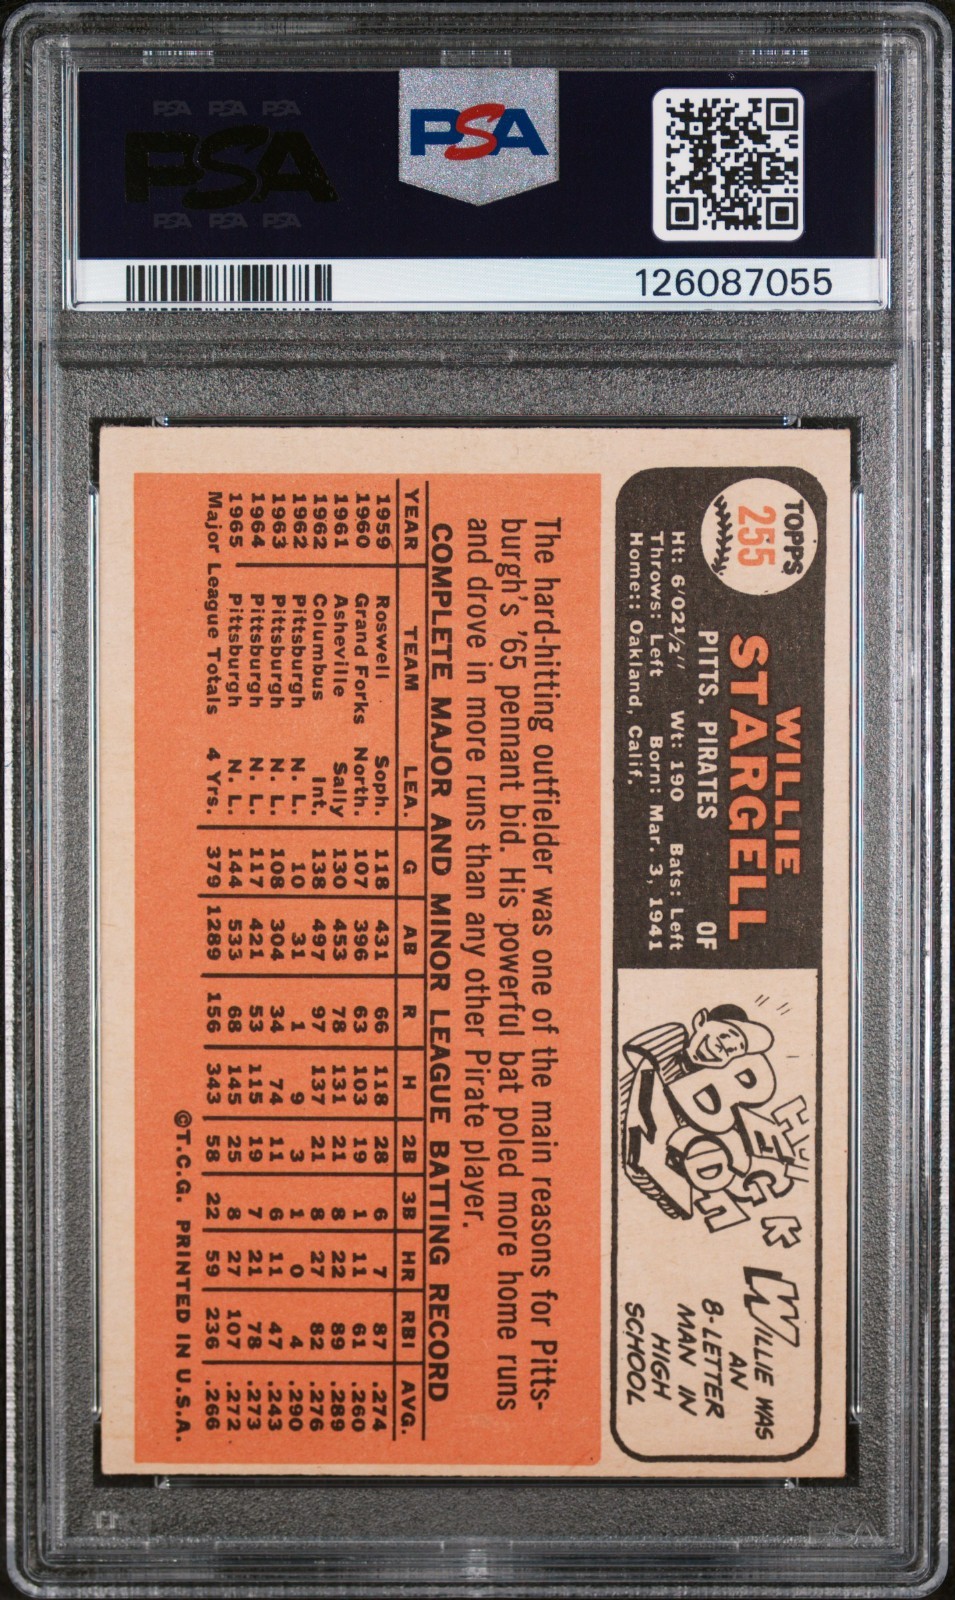 PSA PSA PSA
PSA
PSA PSA PSA
PSA
126087055
TOPPS
255
WILLIE
STARGELL
PITTS. PIRATES OF
Ht: 6'02½" Wt: 190 Bats: Left
Throws: Left Born: Mar. 3, 1941
Home:: Oakland, Calif.
WILLIE WAS
AN
8-LETTER
MAN IN
HIGH
SCHOOL
The hard-hitting outfielder was one of the main reasons for Pitts-
burgh's '65 pennant bid. His powerful bat poled more home runs
and drove in more runs than any other Pirate player.
COMPLETE MAJOR AND MINOR LEAGUE BATTING RECORD
YEAR TEAM LEA. G AB R H 2B 3B HR RBI AVG.
1959 Roswell Soph. 118 431 66 118 28 6 7 87 .274
1960 Grand Forks North. 107 396 63 103 19 1 11 61 .260
1961 Asheville Sally 130 453 78 131 21 8 22 89 .289
1962 Columbus Int. 138 497 97 137 21 8 27 82 .276
1962 Pittsburgh N. L. 10 31 1 9 3 1 0 4 .290
1963 Pittsburgh N. L. 108 304 34 74 11 6 11 47 .243
1964 Pittsburgh N. L. 117 421 53 115 19 7 21 78 .273
1965 Pittsburgh N. L. 144 533 68 145 25 8 27 107 .272
Major League Totals 4 Yrs. 379 1289 156 343 58 22 59 236 .266
©T.C.G. PRINTED IN U.S.A.
PSA